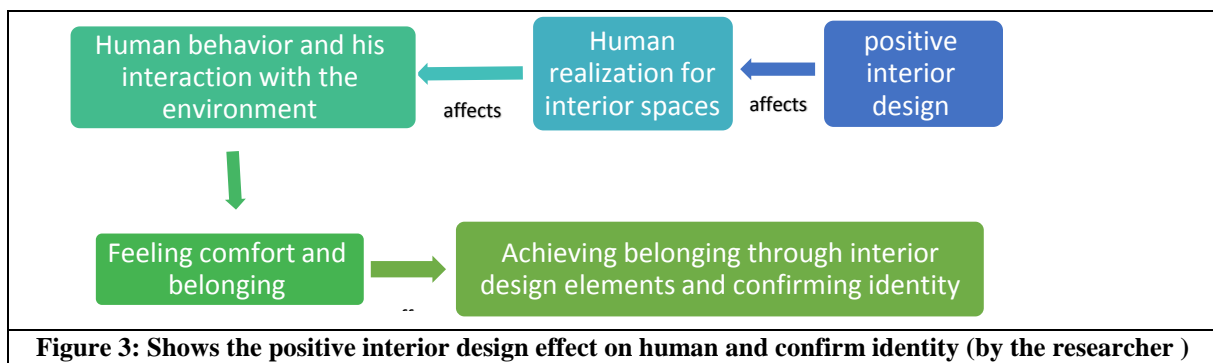 Human behavior and his
interaction with the
environment
affects
Human
realization for
interior spaces
affects
positive
interior
design
Feeling comfort and
belonging
Achieving belonging through interior
design elements and confirming identity
Figure 3: Shows the positive interior design effect on human and confirm identity (by the researcher )